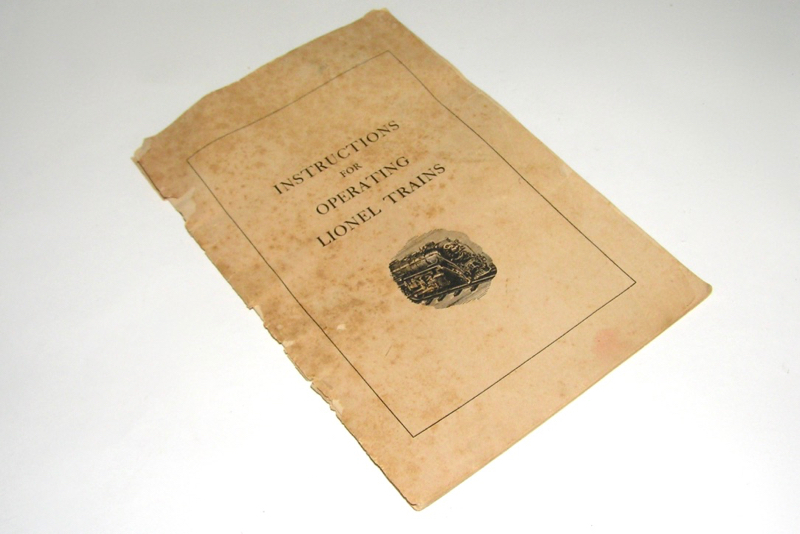 INSTRUCTIONS
FOR
OPERATING
LIONEL TRAINS